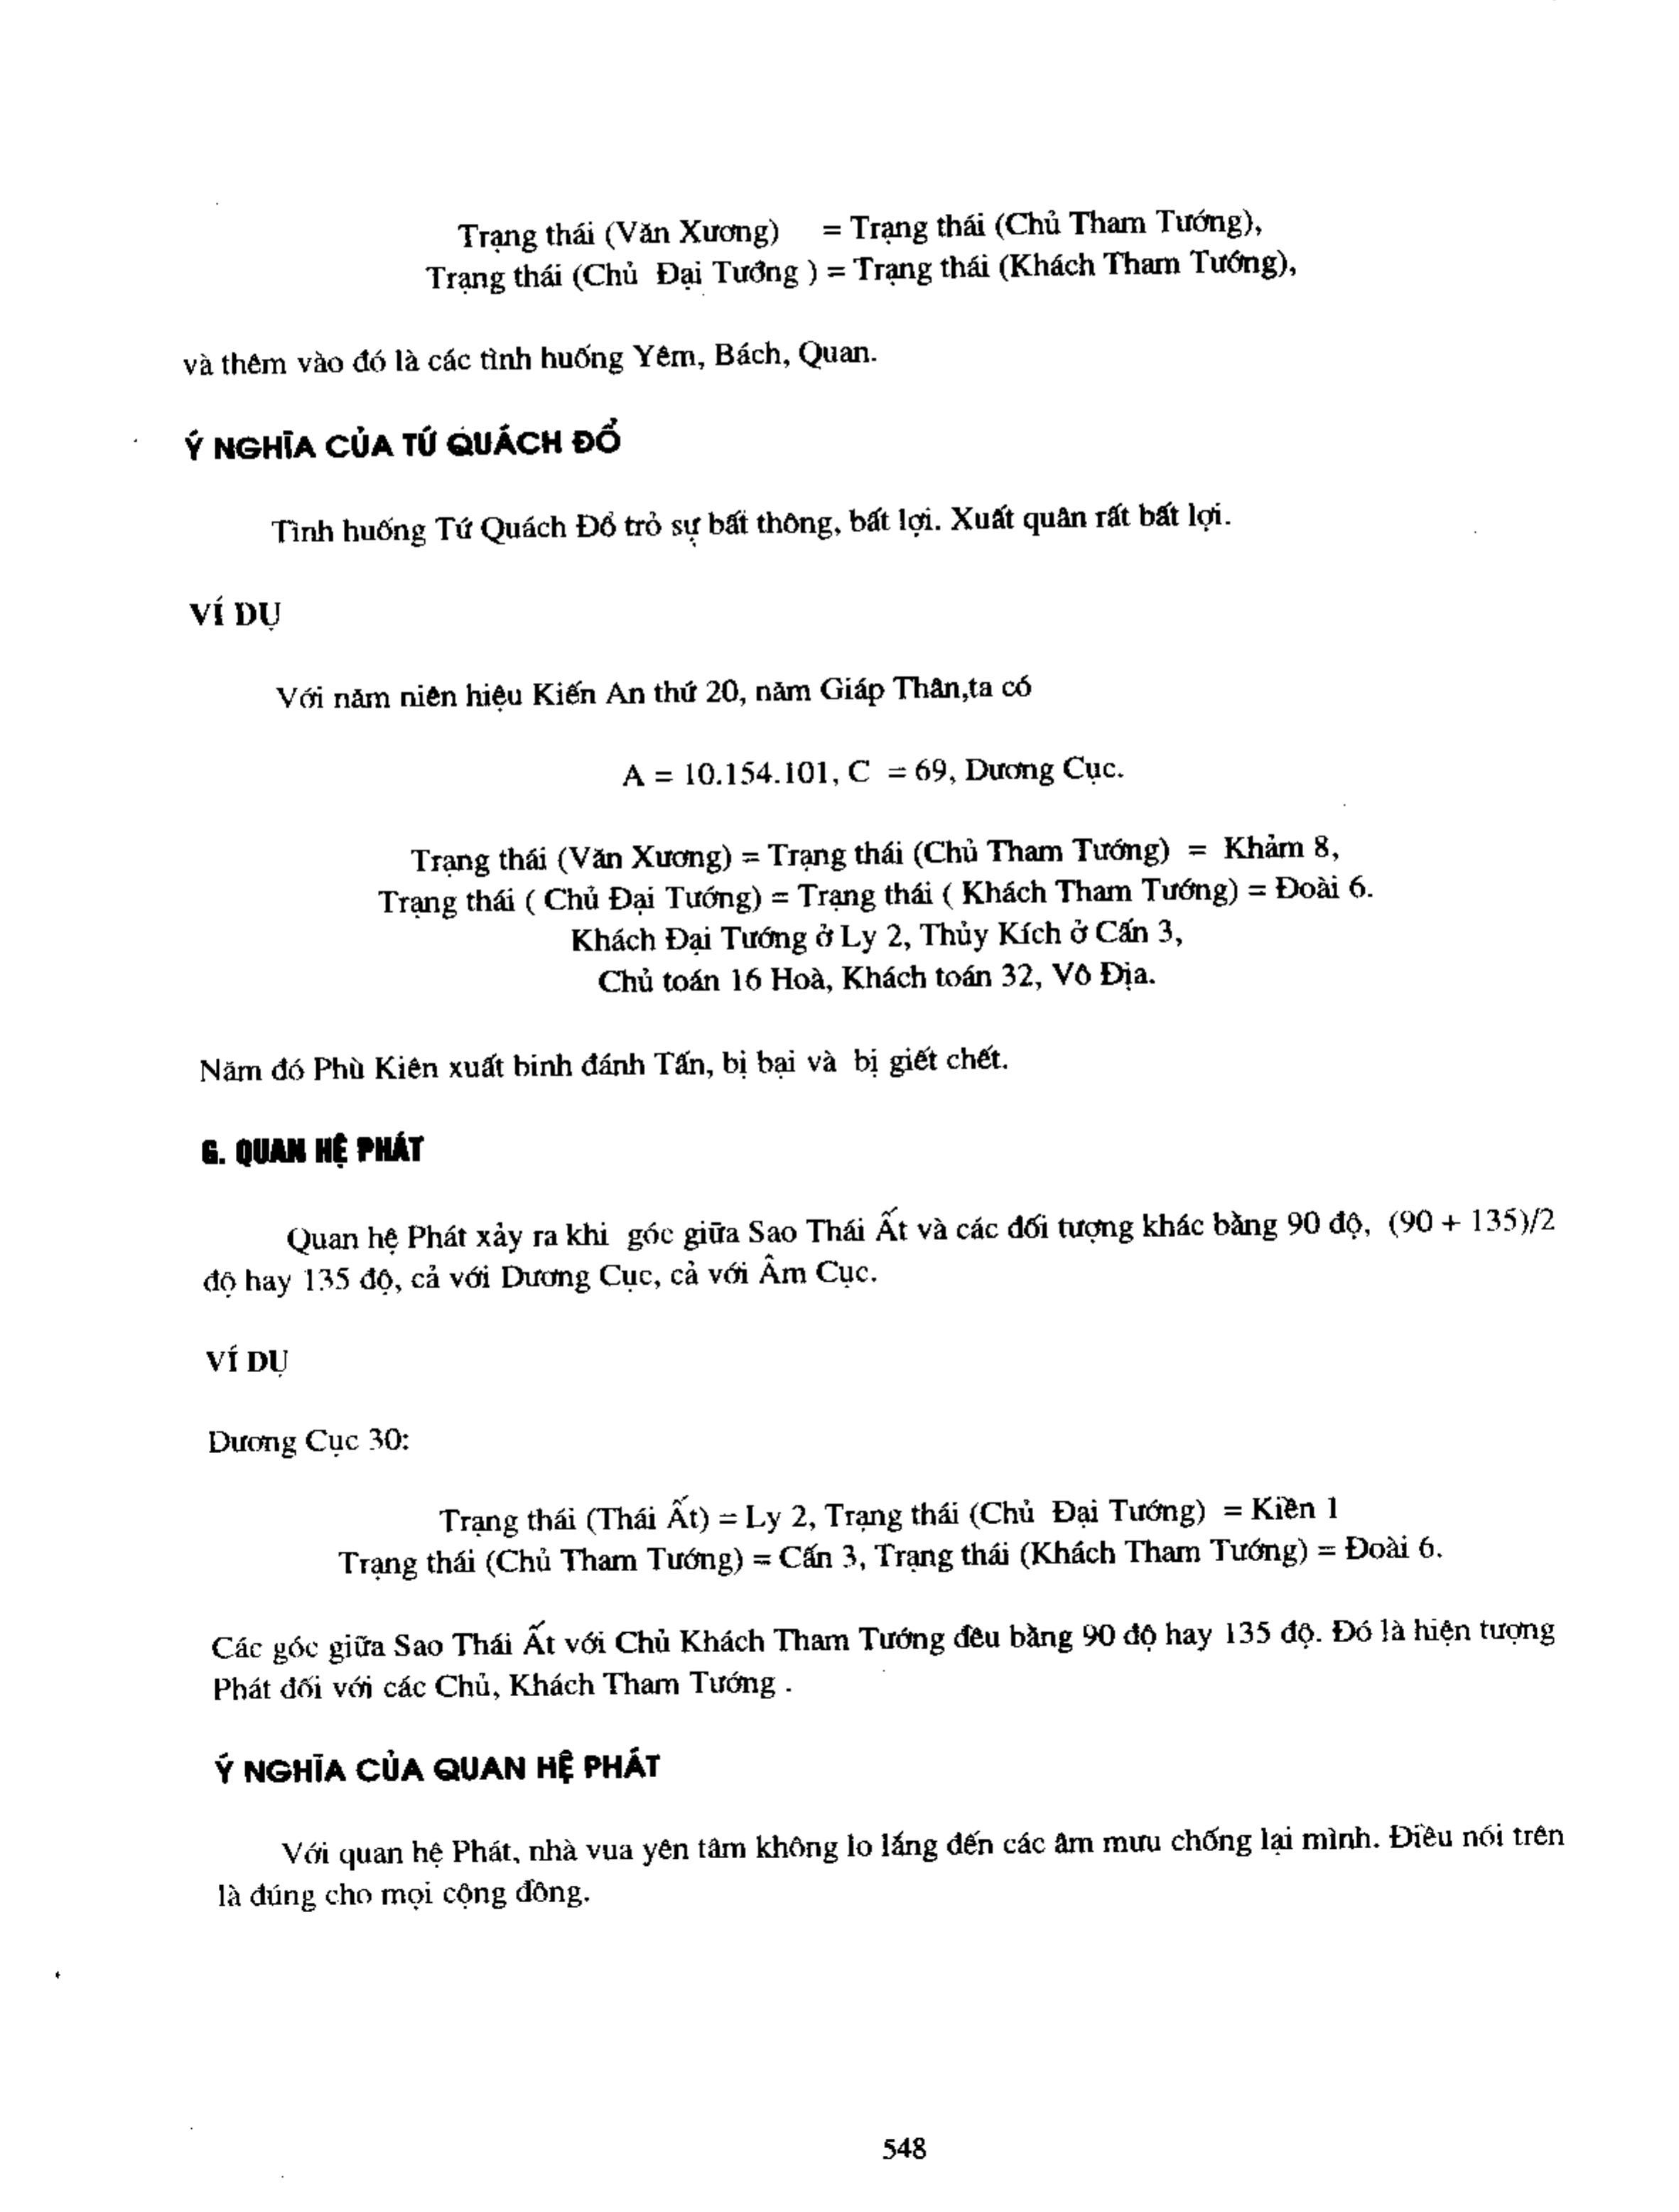 Trạng thái (Văn Xương) = Trạng thái (Chủ Tham Tướng),
Trạng thái (Chủ Đại Tướng ) = Trạng thái (Khách Tham Tướng),
và thêm vào đó là các tình huống Yêm, Bách, Quan.
Ý NGHĨA CỦA TỨ QUÁCH ĐỔ
Tình huống Tứ Quách Đổ trỏ sự bất thông, bất lợi. Xuất quân rất bất lợi.
VÍ DỤ
Với năm niên hiệu Kiến An thứ 20, năm Giáp Thân,ta có
A = 10.154.101, C = 69, Dương Cục.
Trạng thái (Văn Xương) = Trạng thái (Chủ Tham Tướng) = Khảm 8,
Trạng thái ( Chủ Đại Tướng) = Trạng thái ( Khách Tham Tướng) = Đoài 6.
Khách Đại Tướng ở Ly 2, Thủy Kích ở Cấn 3,
Chủ toán 16 Hoà, Khách toán 32, Vô Địa.
Năm đó Phù Kiên xuất binh đánh Tấn, bị bại và bị giết chết.
G. QUAN HỆ PHÁT
Quan hệ Phát xảy ra khi góc giữa Sao Thái Ất và các đối tượng khác bằng 90 độ, (90 + 135)/2
độ hay 135 độ, cả với Dương Cục, cả với Âm Cục.
VÍ DỤ
Dương Cục 30:
Trạng thái (Thái Ất) = Ly 2, Trạng thái (Chủ Đại Tướng) = Kiền 1
Trạng thái (Chủ Tham Tướng) = Cấn 3, Trạng thái (Khách Tham Tướng) = Đoài 6.
Các góc giữa Sao Thái Ất với Chủ Khách Tham Tướng đều bằng 90 độ hay 135 độ. Đó là hiện tượng
Phát đối với các Chủ, Khách Tham Tướng .
Ý NGHĨA CỦA QUAN HỆ PHÁT
Với quan hệ Phát, nhà vua yên tâm không lo lắng đến các âm mưu chống lại mình. Điều nói trên
là đúng cho mọi cộng đồng.
548